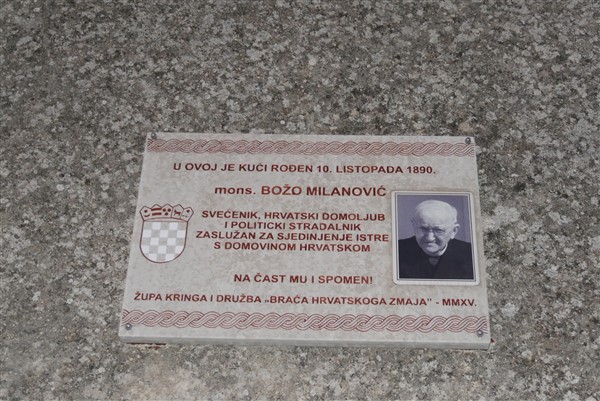 U OVOJ JE KUĆI ROĐEN 10. LISTOPADA 1890.
mons. BOŽO MILANOVIĆ
SVEĆENIK, HRVATSKI DOMOLJUB
I POLITICKI STRADALNIK
ZASLUŽAN ZA SJEDINJENJE ISTRE
S DOMOVINOM HRVATSKOM
NA ČAST MU I SPOMEN!
ŽUPA KRINGA I DRUŽBA „BRAĆA HRVATSKOGA ZMAJA" - MMXV.